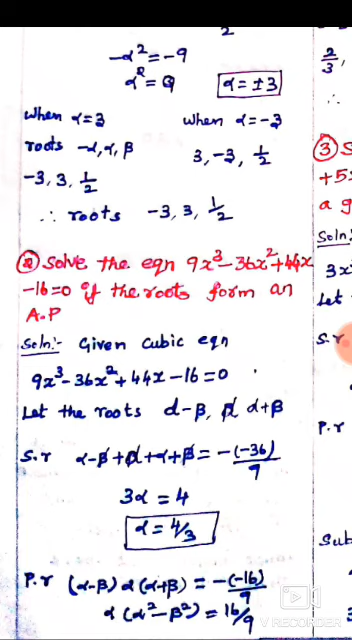 2
-α² = -9
α² = 9 α = ±3
when α=3 when α=-3
roots -α, α, β 3, -3, 1/2
-3, 3, 1/2
∴ roots -3, 3, 1/2
② Solve the eqn 9x³-36x²+44x
-16=0 if the roots form an
A.P
Soln:- Given cubic eqn
9x³-36x²+44x-16=0
Let the roots α-β, α, α+β
S.r α-β+α+α+β = -(-36)/9
3α = 4
α = 4/3
P.r (α-β) α (α+β) = -(-16)/9
α (α²-β²) = 16/9
2/3,
∴
③ S
+5x
a g
Soln:
3x
Let
S.r
P.r
Sub
VIVO
SCREEN RECORDER